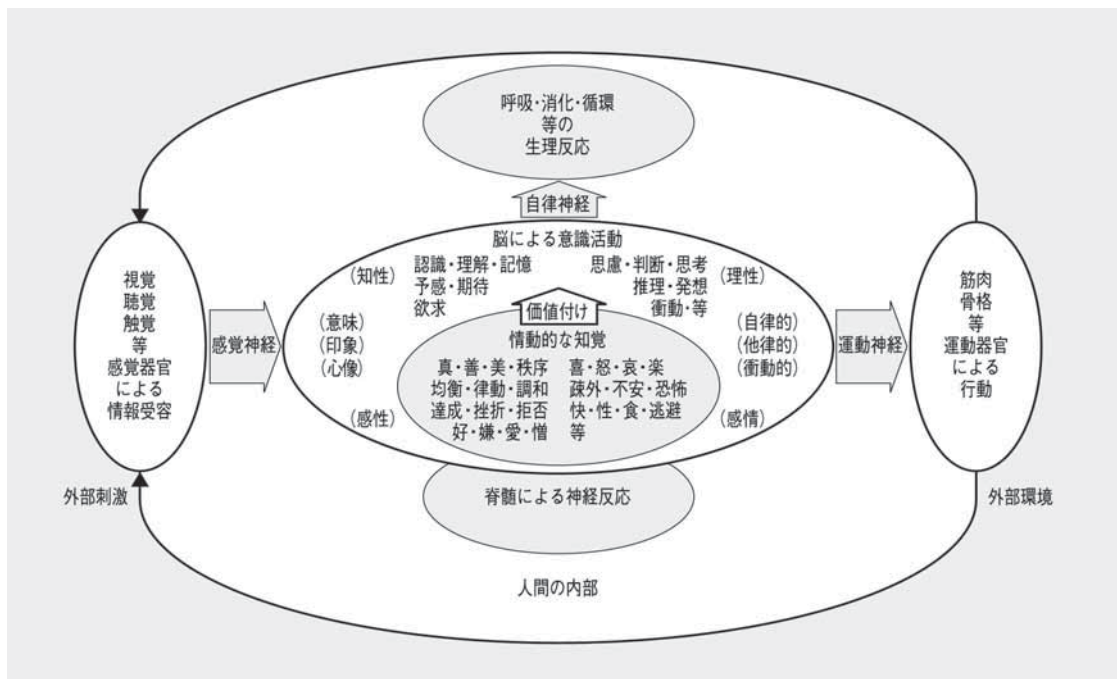 呼吸・消化・循環
等の
生理反応
自律神経
脳による意識活動
(知性)
認識・理解・記憶
予感・期待
欲求
思慮・判断・思考
推理・発想
衝動・等
(理性)
視覚
聴覚
触覚
等
感覚器官
による
情報受容
感覚神経
(意味)
(印象)
(心像)
価値付け
情動的な知覚
真・善・美・秩序
均衡・律動・調和
達成・挫折・拒否
好・嫌・愛・憎
喜・怒・哀・楽
疎外・不安・恐怖
快・性・食・逃避
等
(自律的)
(他律的)
(衝動的)
(感性)
(感情)
運動神経
筋肉
骨格
等
運動器官
による
行動
外部刺激
脊髄による神経反応
外部環境
人間の内部